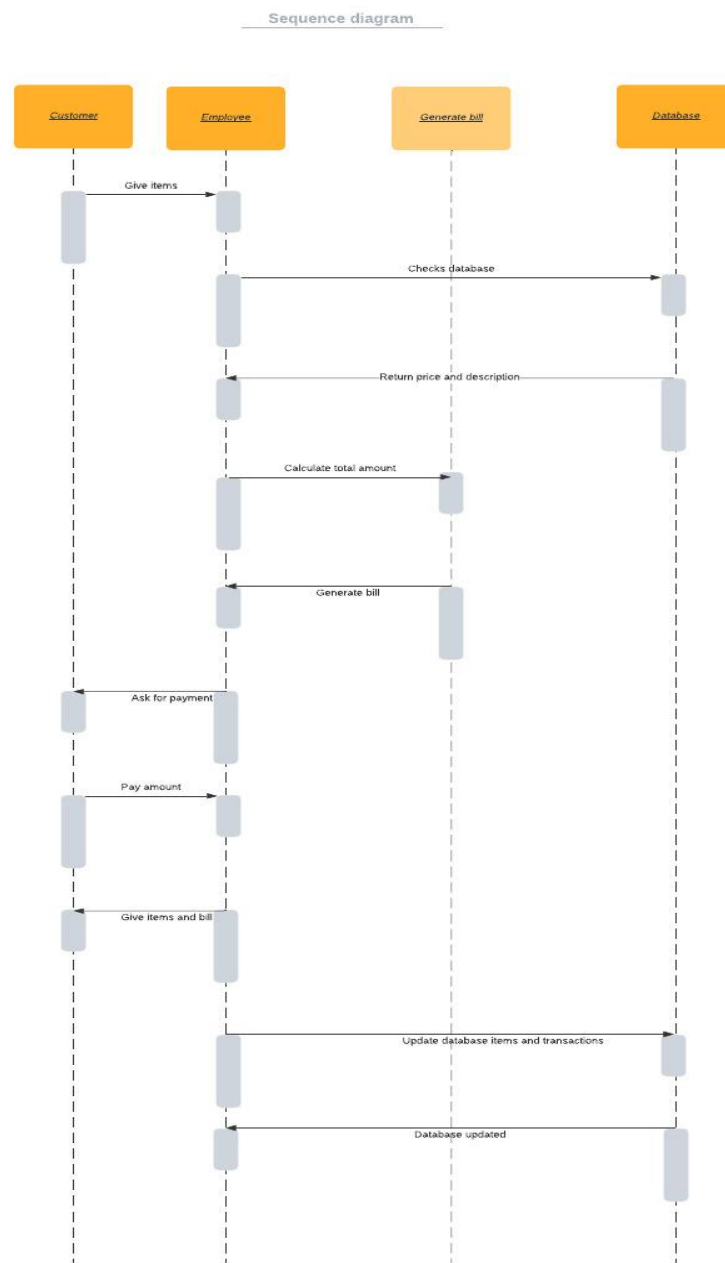 Sequence diagram
Customer
Employee
Generate bill
Database
Give items
Checks database
Return price and description
Calculate total amount
Generate bill
Ask for payment
Pay amount
Give items and bill
Update database items and transactions
Database updated